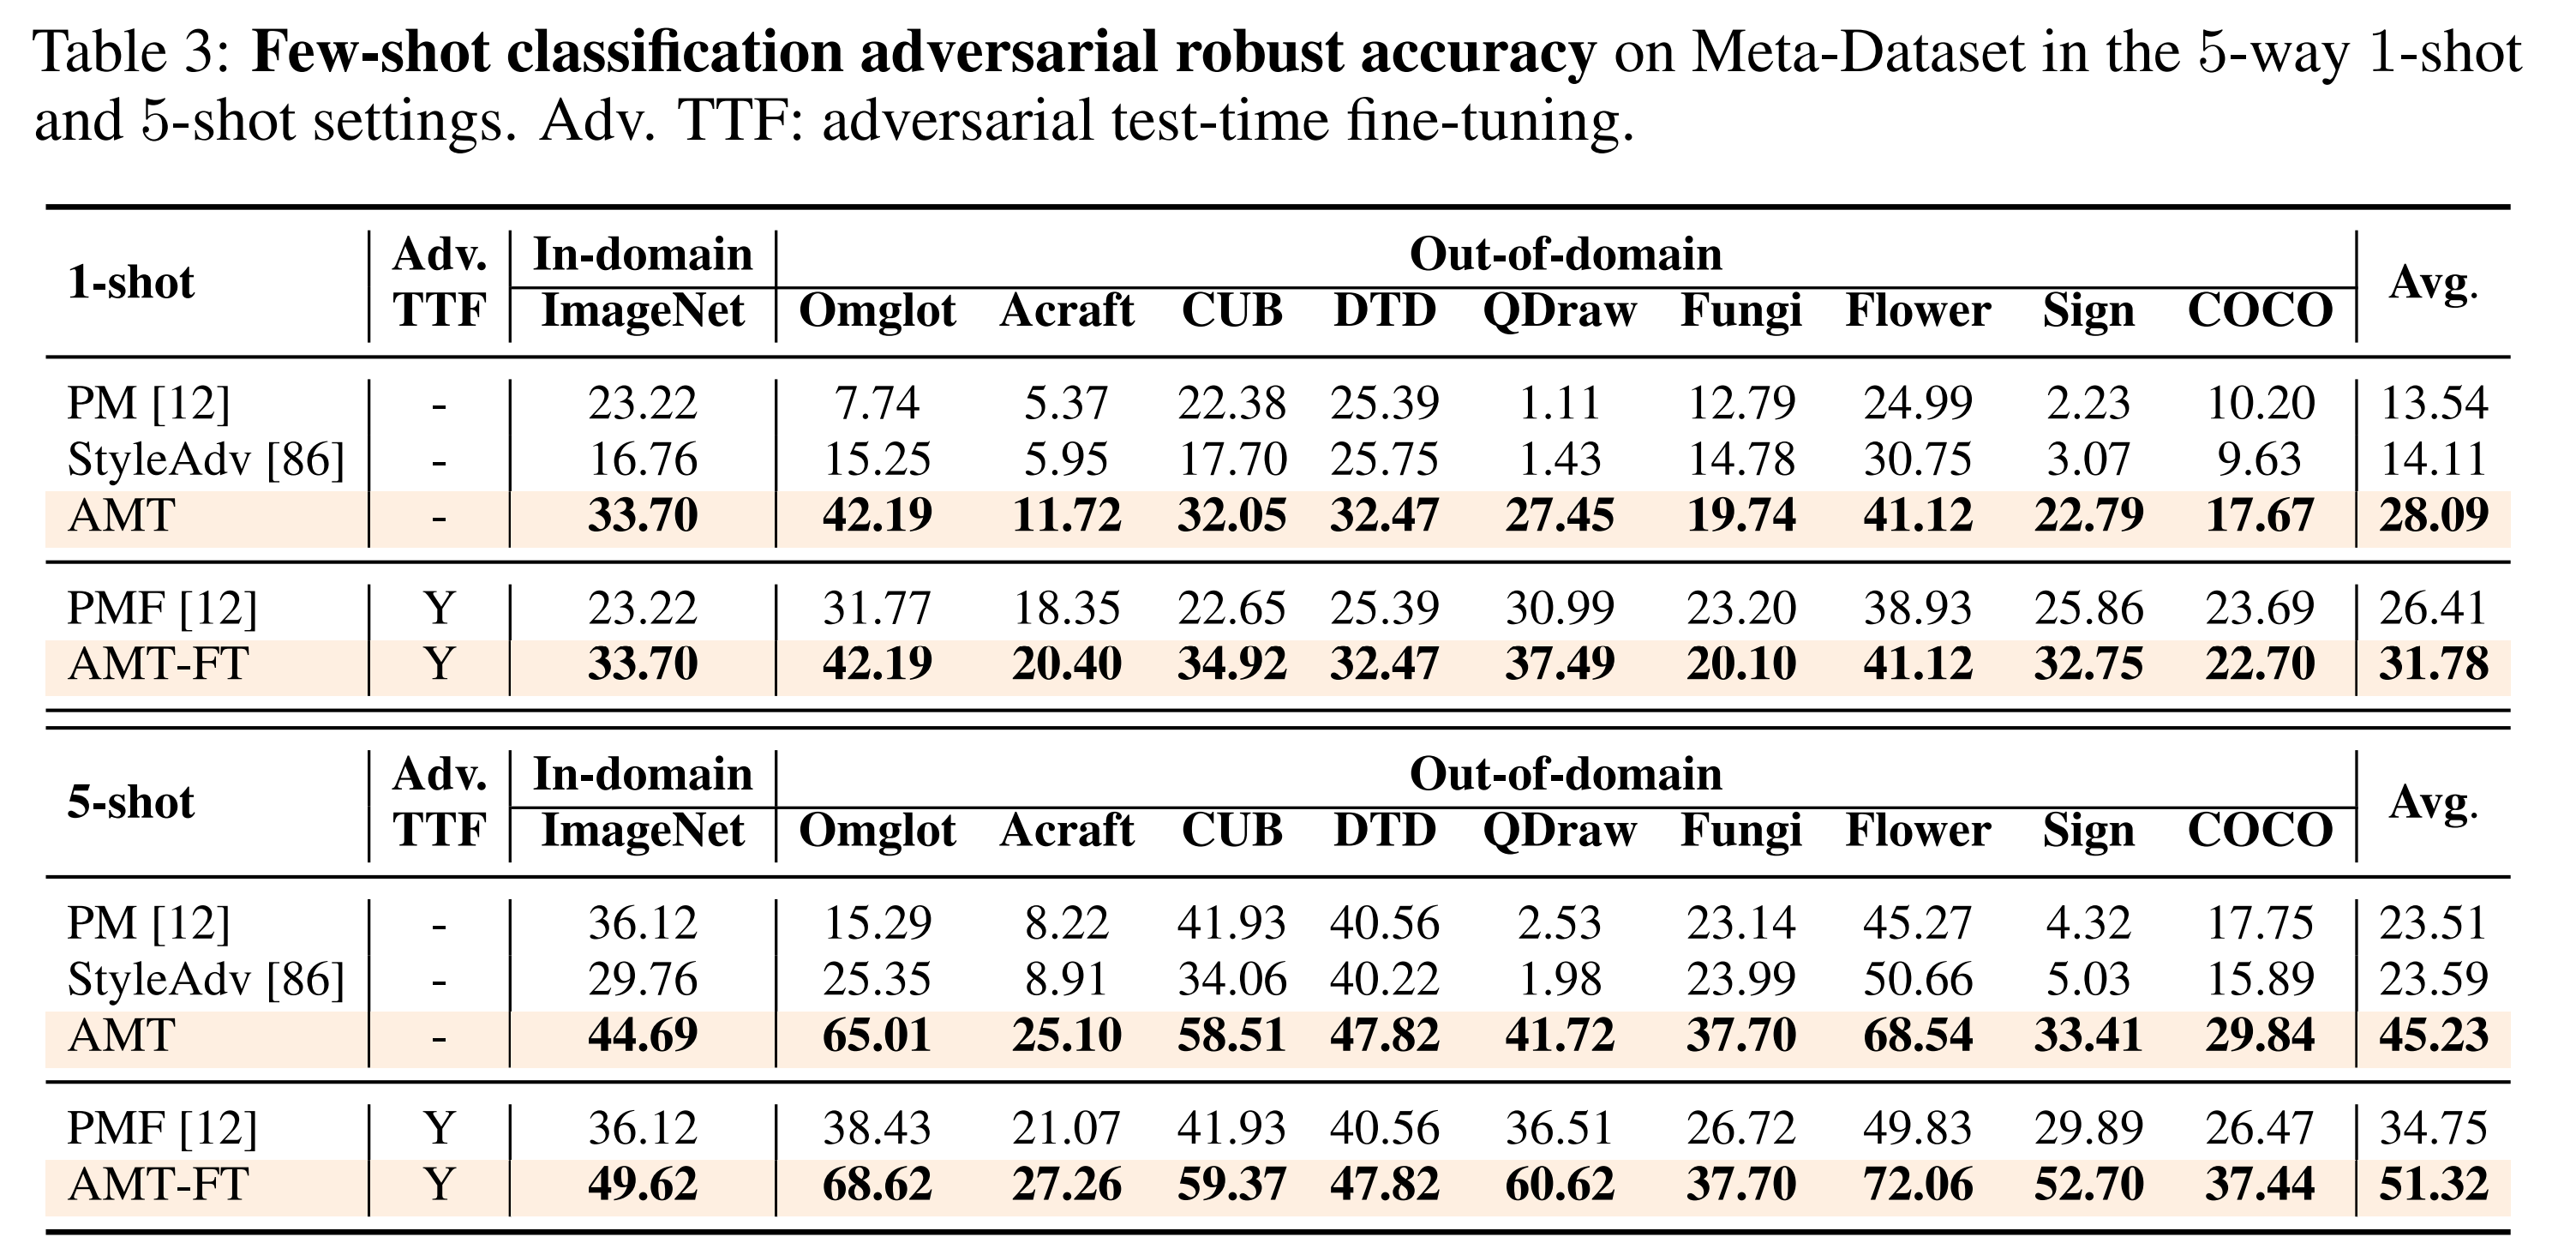 Table 3: Few-shot classification adversarial robust accuracy on Meta-Dataset in the 5-way 1-shot
and 5-shot settings. Adv. TTF: adversarial test-time fine-tuning.
1-shot Adv. TTF In-domain Out-of-domain Avg.
ImageNet Omglot Acraft CUB DTD QDraw Fungi Flower Sign COCO
PM [12] - 23.22 7.74 5.37 22.38 25.39 1.11 12.79 24.99 2.23 10.20 13.54
StyleAdv [86] - 16.76 15.25 5.95 17.70 25.75 1.43 14.78 30.75 3.07 9.63 14.11
AMT - 33.70 42.19 11.72 32.05 32.47 27.45 19.74 41.12 22.79 17.67 28.09
PMF [12] Y 23.22 31.77 18.35 22.65 25.39 30.99 23.20 38.93 25.86 23.69 26.41
AMT-FT Y 33.70 42.19 20.40 34.92 32.47 37.49 20.10 41.12 32.75 22.70 31.78
5-shot Adv. TTF In-domain Out-of-domain Avg.
ImageNet Omglot Acraft CUB DTD QDraw Fungi Flower Sign COCO
PM [12] - 36.12 15.29 8.22 41.93 40.56 2.53 23.14 45.27 4.32 17.75 23.51
StyleAdv [86] - 29.76 25.35 8.91 34.06 40.22 1.98 23.99 50.66 5.03 15.89 23.59
AMT - 44.69 65.01 25.10 58.51 47.82 41.72 37.70 68.54 33.41 29.84 45.23
PMF [12] Y 36.12 38.43 21.07 41.93 40.56 36.51 26.72 49.83 29.89 26.47 34.75
AMT-FT Y 49.62 68.62 27.26 59.37 47.82 60.62 37.70 72.06 52.70 37.44 51.32